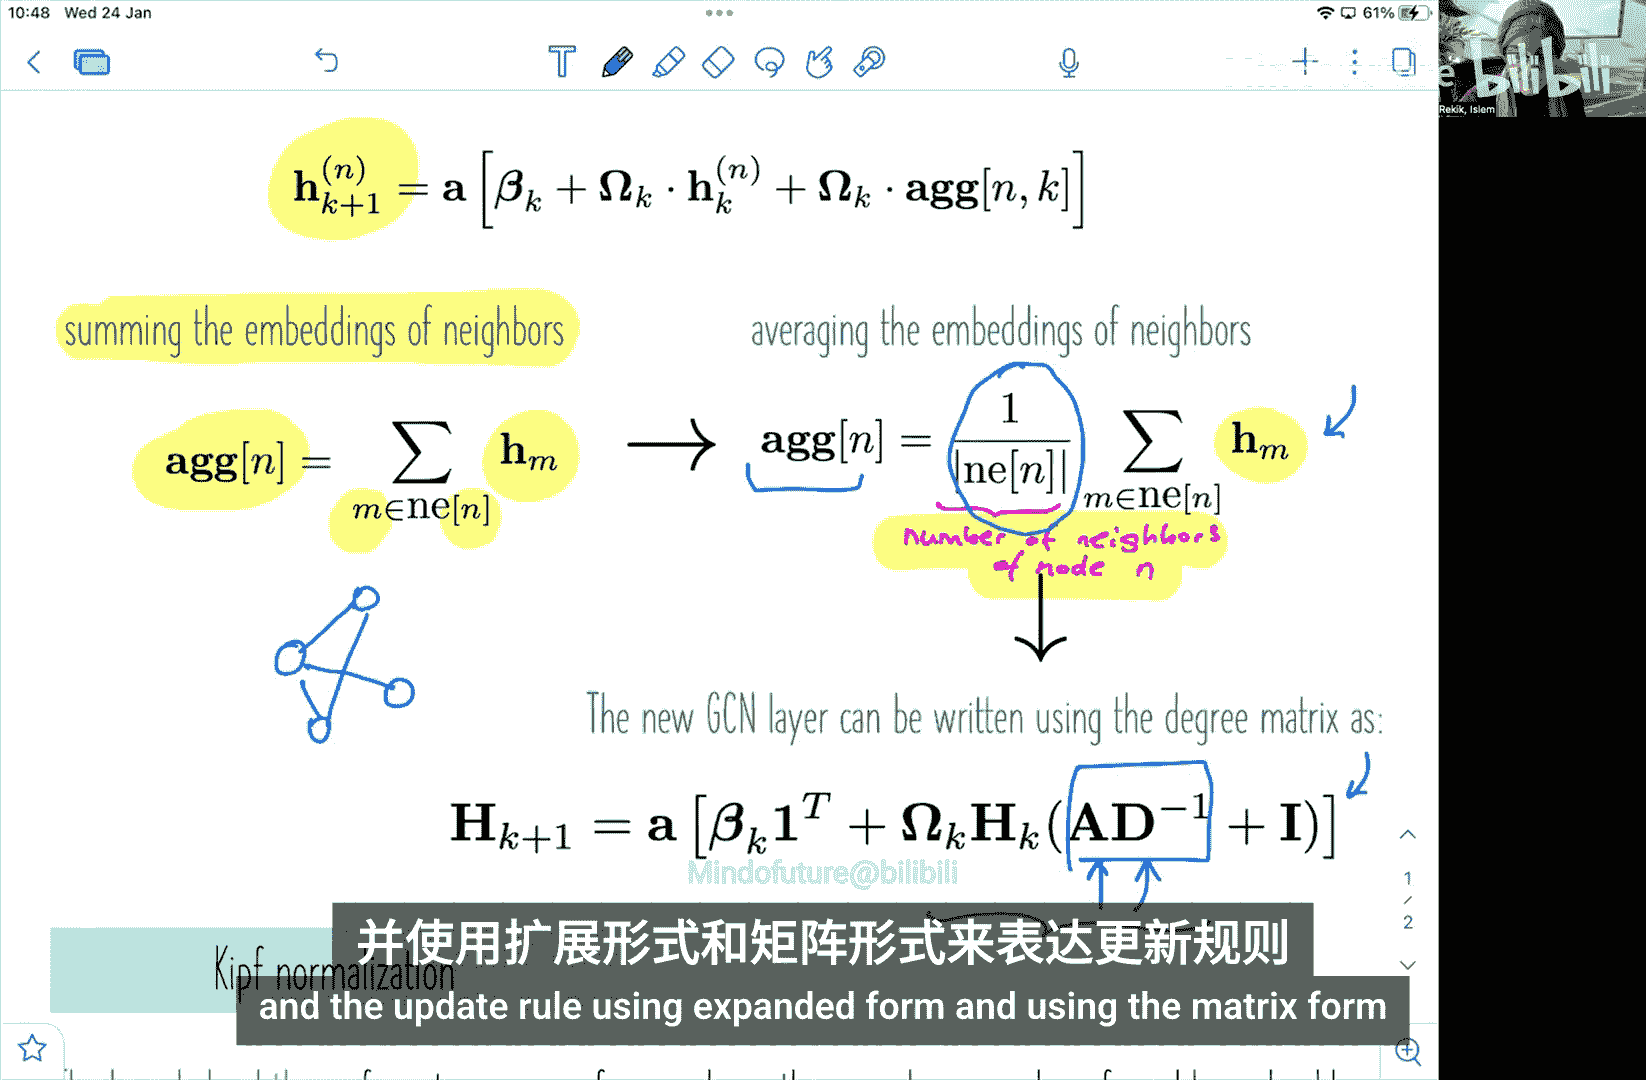 10:48 Wed 24 Jan
61%
bilibili
Rekik, Islem
h_{k+1}^{(n)} = a [β_k + Ω_k · h_k^{(n)} + Ω_k · agg[n, k]]
summing the embeddings of neighbors
averaging the embeddings of neighbors
agg[n] = ∑_{m∈ne[n]} h_m → agg[n] = 1/|ne[n]| ∑_{m∈ne[n]} h_m
number of neighbors
of node n
The new GCN layer can be written using the degree matrix as:
H_{k+1} = a [β_k 1^T + Ω_k H_k (AD^{-1} + I)]
Mindofuture@bilibili
1
/
2
并使用扩展形式和矩阵形式来表达更新规则
Kipf normalization
and the update rule using expanded form and using the matrix form